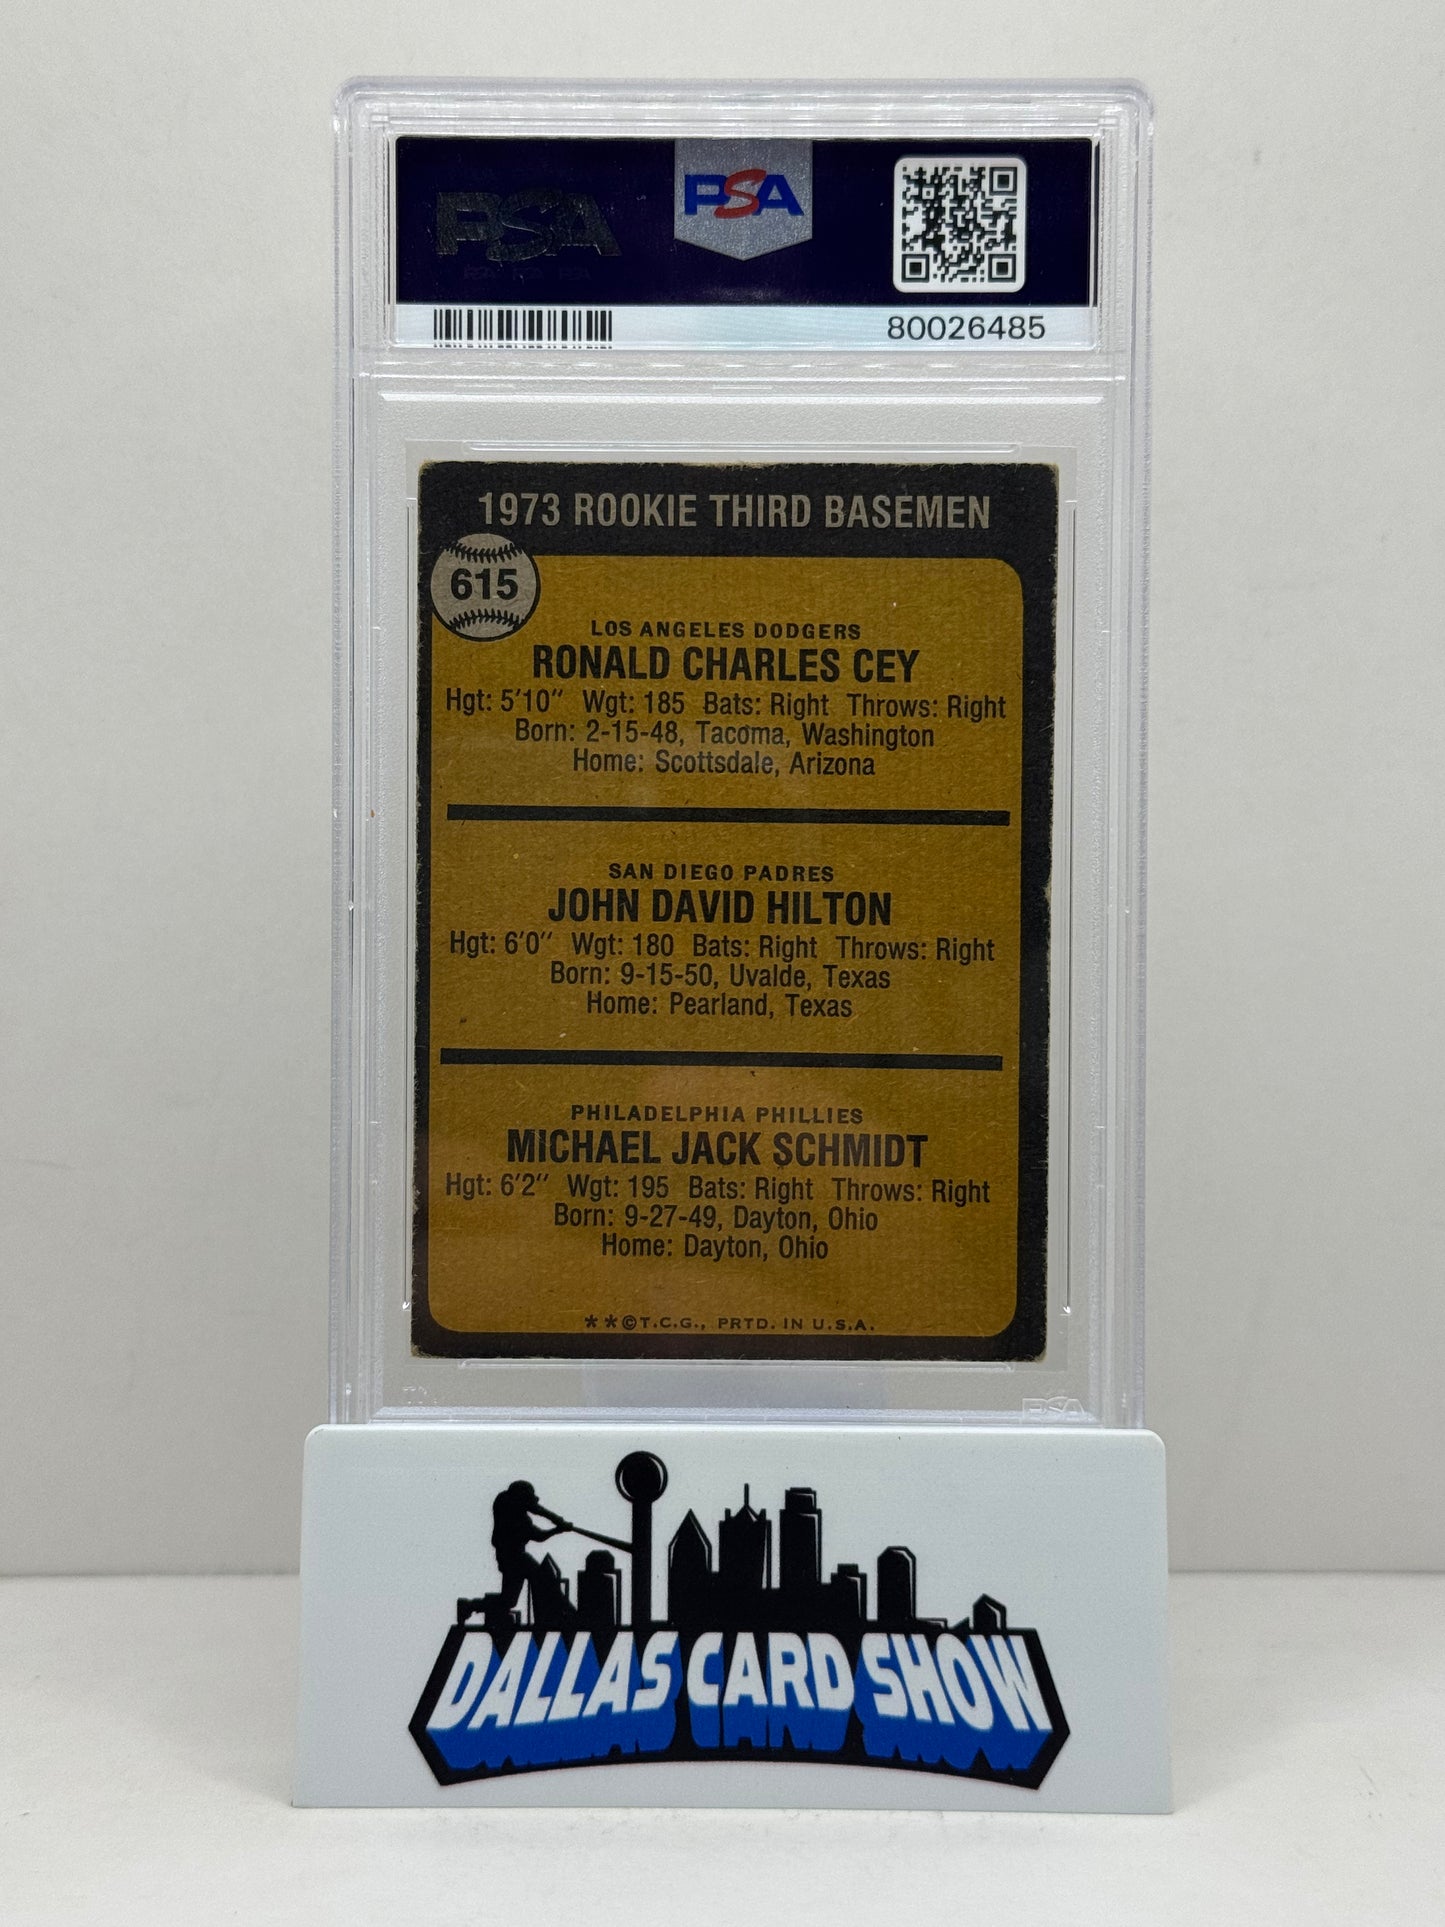 PSA
PSA
80026485
1973 ROOKIE THIRD BASEMEN
615
LOS ANGELES DODGERS
RONALD CHARLES CEY
Hgt: 5'10" Wgt: 185 Bats: Right Throws: Right
Born: 2-15-48, Tacoma, Washington
Home: Scottsdale, Arizona
SAN DIEGO PADRES
JOHN DAVID HILTON
Hgt: 6'0" Wgt: 180 Bats: Right Throws: Right
Born: 9-15-50, Uvalde, Texas
Home: Pearland, Texas
PHILADELPHIA PHILLIES
MICHAEL JACK SCHMIDT
Hgt: 6'2" Wgt: 195 Bats: Right Throws: Right
Born: 9-27-49, Dayton, Ohio
Home: Dayton, Ohio
**©T.C.G., PRTD. IN U.S.A.
PSA
DALLAS CARD SHOW